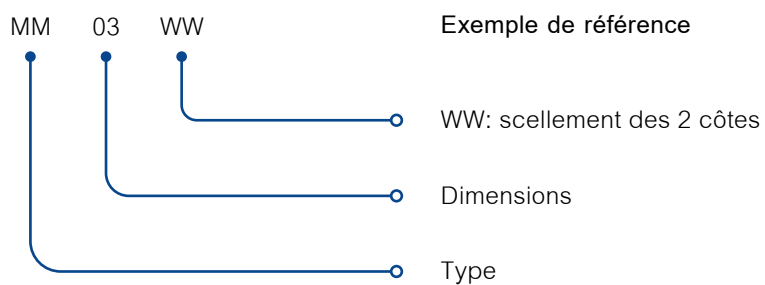 MM 03 WW Exemple de référence
WW: scellement des 2 côtes
Dimensions
Type